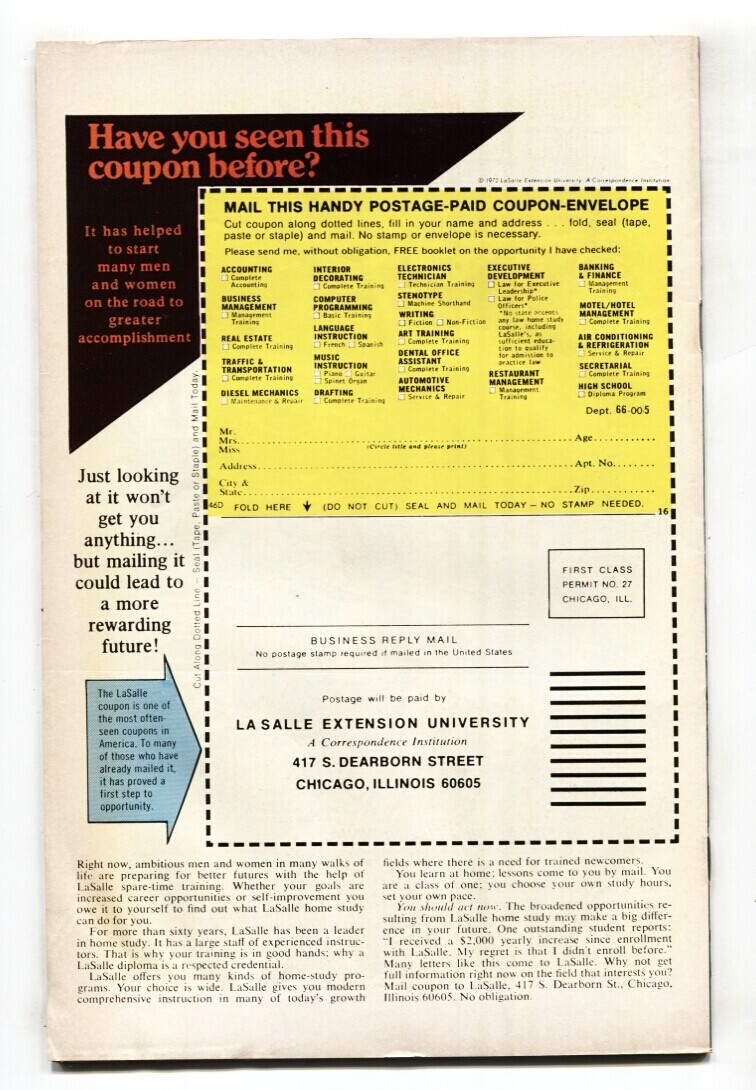 Have you seen this
coupon before?
© 1972 LaSalle Extension University. A Correspondence Institution
It has helped
to start
many men
and women
on the road to
greater
accomplishment
MAIL THIS HANDY POSTAGE-PAID COUPON-ENVELOPE
Cut coupon along dotted lines, fill in your name and address . . . fold, seal (tape,
paste or staple) and mail. No stamp or envelope is necessary.
Please send me, without obligation, FREE booklet on the opportunity I have checked:
ACCOUNTING
Complete
Accounting
BUSINESS
MANAGEMENT
Management
Training
REAL ESTATE
Complete Training
TRAFFIC &
TRANSPORTATION
Complete Training
DIESEL MECHANICS
Maintenance & Repair
INTERIOR
DECORATING
Complete Training
COMPUTER
PROGRAMMING
Basic Training
LANGUAGE
INSTRUCTION
French Spanish
MUSIC
INSTRUCTION
Piano Guitar
Spinet Organ
DRAFTING
Complete Training
ELECTRONICS
TECHNICIAN
Technician Training
STENOTYPE
Machine Shorthand
WRITING
Fiction Non-Fiction
ART TRAINING
Complete Training
DENTAL OFFICE
ASSISTANT
Complete Training
AUTOMOTIVE
MECHANICS
Service & Repair
EXECUTIVE
DEVELOPMENT
Law for Executive
Leadership*
Law for Police
Officers*
*No state accepts
any law home study
course, including
LaSalle's, as
sufficient educa-
tion to qualify
for admission to
practice law
RESTAURANT
MANAGEMENT
Management
Training
BANKING
& FINANCE
Management
Training
MOTEL/HOTEL
MANAGEMENT
Complete Training
AIR CONDITIONING
& REFRIGERATION
Service & Repair
SECRETARIAL
Complete Training
HIGH SCHOOL
Diploma Program
Dept. 66-005
Mr.
Mrs. Age
Miss (Circle title and please print)
Address Apt. No.
City &
State Zip
46D FOLD HERE (DO NOT CUT) SEAL AND MAIL TODAY – NO STAMP NEEDED. 16
Cut Along Dotted Line – Seal (Tape, Paste or Staple) and Mail Today.
Just looking
at it won't
get you
anything...
but mailing it
could lead to
a more
rewarding
future!
FIRST CLASS
PERMIT NO. 27
CHICAGO, ILL.
BUSINESS REPLY MAIL
No postage stamp required if mailed in the United States
Postage will be paid by
LA SALLE EXTENSION UNIVERSITY
A Correspondence Institution
417 S. DEARBORN STREET
CHICAGO, ILLINOIS 60605
The LaSalle
coupon is one of
the most often-
seen coupons in
America. To many
of those who have
already mailed it,
it has proved a
first step to
opportunity.
Right now, ambitious men and women in many walks of
life are preparing for better futures with the help of
LaSalle spare-time training. Whether your goals are
increased career opportunities or self-improvement you
owe it to yourself to find out what LaSalle home study
can do for you.
For more than sixty years, LaSalle has been a leader
in home study. It has a large staff of experienced instruc-
tors. That is why your training is in good hands; why a
LaSalle diploma is a respected credential.
LaSalle offers you many kinds of home-study pro-
grams. Your choice is wide. LaSalle gives you modern
comprehensive instruction in many of today's growth
fields where there is a need for trained newcomers.
You learn at home; lessons come to you by mail. You
are a class of one; you choose your own study hours,
set your own pace.
You should act now. The broadened opportunities re-
sulting from LaSalle home study may make a big differ-
ence in your future. One outstanding student reports:
"I received a $2,000 yearly increase since enrollment
with LaSalle. My regret is that I didn't enroll before."
Many letters like this come to LaSalle. Why not get
full information right now on the field that interests you?
Mail coupon to LaSalle, 417 S. Dearborn St., Chicago,
Illinois 60605. No obligation.